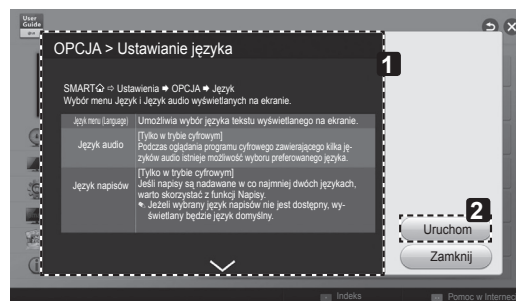 User
Guide
OPCJA > Ustawianie języka
1
SMART ⇨ Ustawienia ➡ OPCJA ➡ Język
Wybór menu Język i Język audio wyświetlanych na ekranie.
Język menu (Language) Umożliwia wybór języka tekstu wyświetlanego na ekranie.
Język audio
[Tylko w trybie cyfrowym]
Podczas oglądania programu cyfrowego zawierającego kilka ję-
zyków audio istnieje możliwość wyboru preferowanego języka.
Język napisów
[Tylko w trybie cyfrowym]
Jeśli napisy są nadawane w co najmniej dwóch językach,
warto skorzystać z funkcji Napisy.
Jeżeli wybrany język napisów nie jest dostępny, wy-
świetlany będzie język domyślny.
2
Uruchom
Zamknij
Indeks
Pomoc w Internec